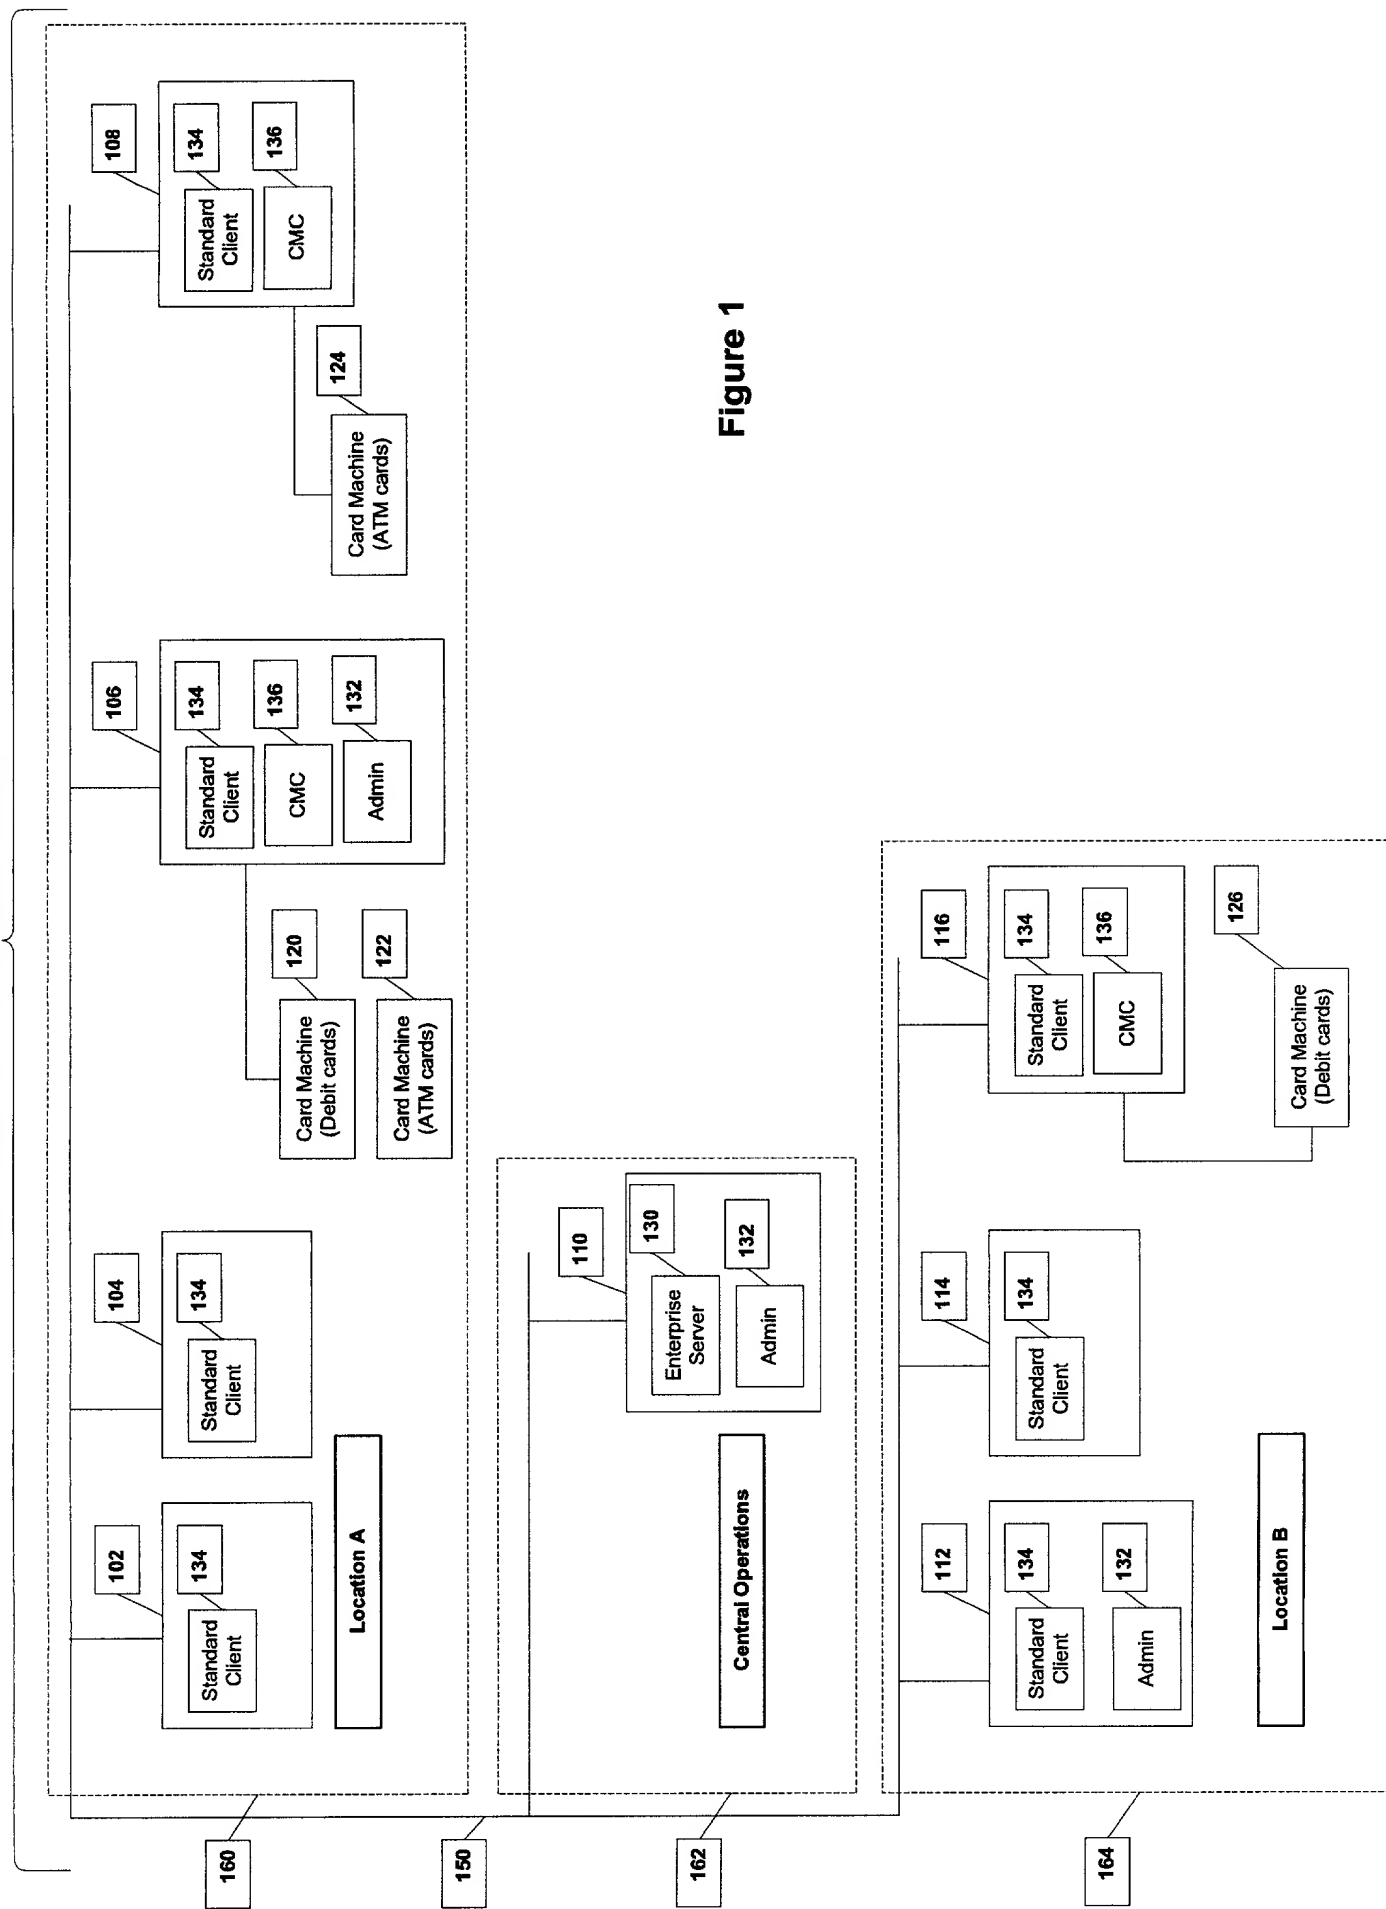 102
134
Standard
Client
104
134
Standard
Client
106
134
Standard
Client
136
CMC
132
Admin
108
134
Standard
Client
136
CMC
120
Card Machine
(Debit cards)
122
Card Machine
(ATM cards)
124
Card Machine
(ATM cards)
Location A
160
150
110
130
Enterprise
Server
132
Admin
Central Operations
162
Figure 1
112
134
Standard
Client
132
Admin
114
134
Standard
Client
116
134
Standard
Client
136
CMC
126
Card Machine
(Debit cards)
Location B
164